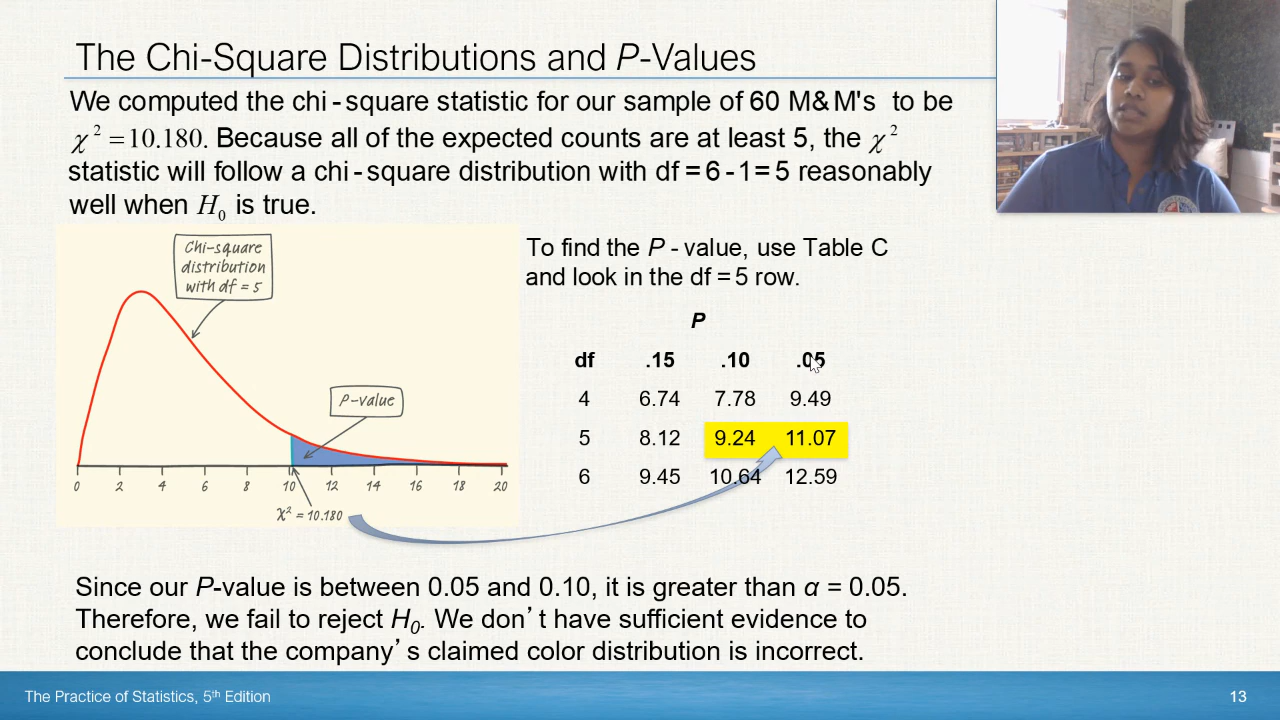 The Chi-Square Distributions and P-Values
We computed the chi-square statistic for our sample of 60 M&M's to be
χ² = 10.180. Because all of the expected counts are at least 5, the χ²
statistic will follow a chi-square distribution with df = 6 - 1 = 5 reasonably
well when H₀ is true.
Chi-square
distribution
with df = 5
P-value
0 2 4 6 8 10 12 14 16 18 20
χ² = 10.180
To find the P-value, use Table C
and look in the df = 5 row.
P
df .15 .10 .05
4 6.74 7.78 9.49
5 8.12 9.24 11.07
6 9.45 10.64 12.59
Since our P-value is between 0.05 and 0.10, it is greater than α = 0.05.
Therefore, we fail to reject H₀. We don't have sufficient evidence to
conclude that the company's claimed color distribution is incorrect.
The Practice of Statistics, 5th Edition
13